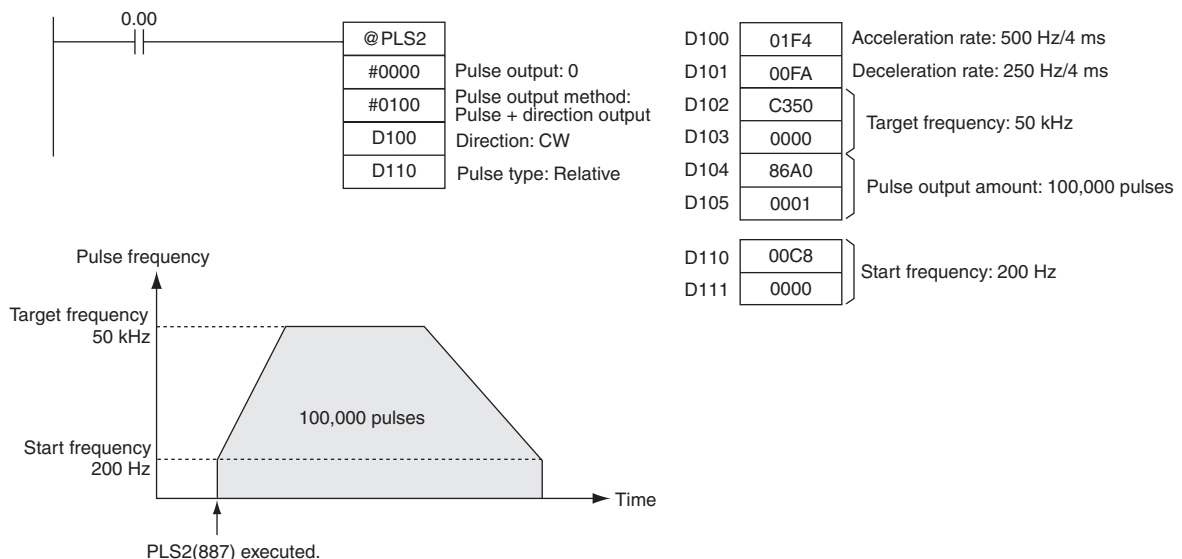 0.00
@PLS2
#0000 Pulse output: 0
#0100 Pulse output method:
Pulse + direction output
D100 Direction: CW
D110 Pulse type: Relative
D100 01F4 Acceleration rate: 500 Hz/4 ms
D101 00FA Deceleration rate: 250 Hz/4 ms
D102 C350
Target frequency: 50 kHz
D103 0000
D104 86A0
Pulse output amount: 100,000 pulses
D105 0001
D110 00C8
Start frequency: 200 Hz
D111 0000
Pulse frequency
Target frequency
50 kHz
100,000 pulses
Start frequency
200 Hz
Time
PLS2(887) executed.